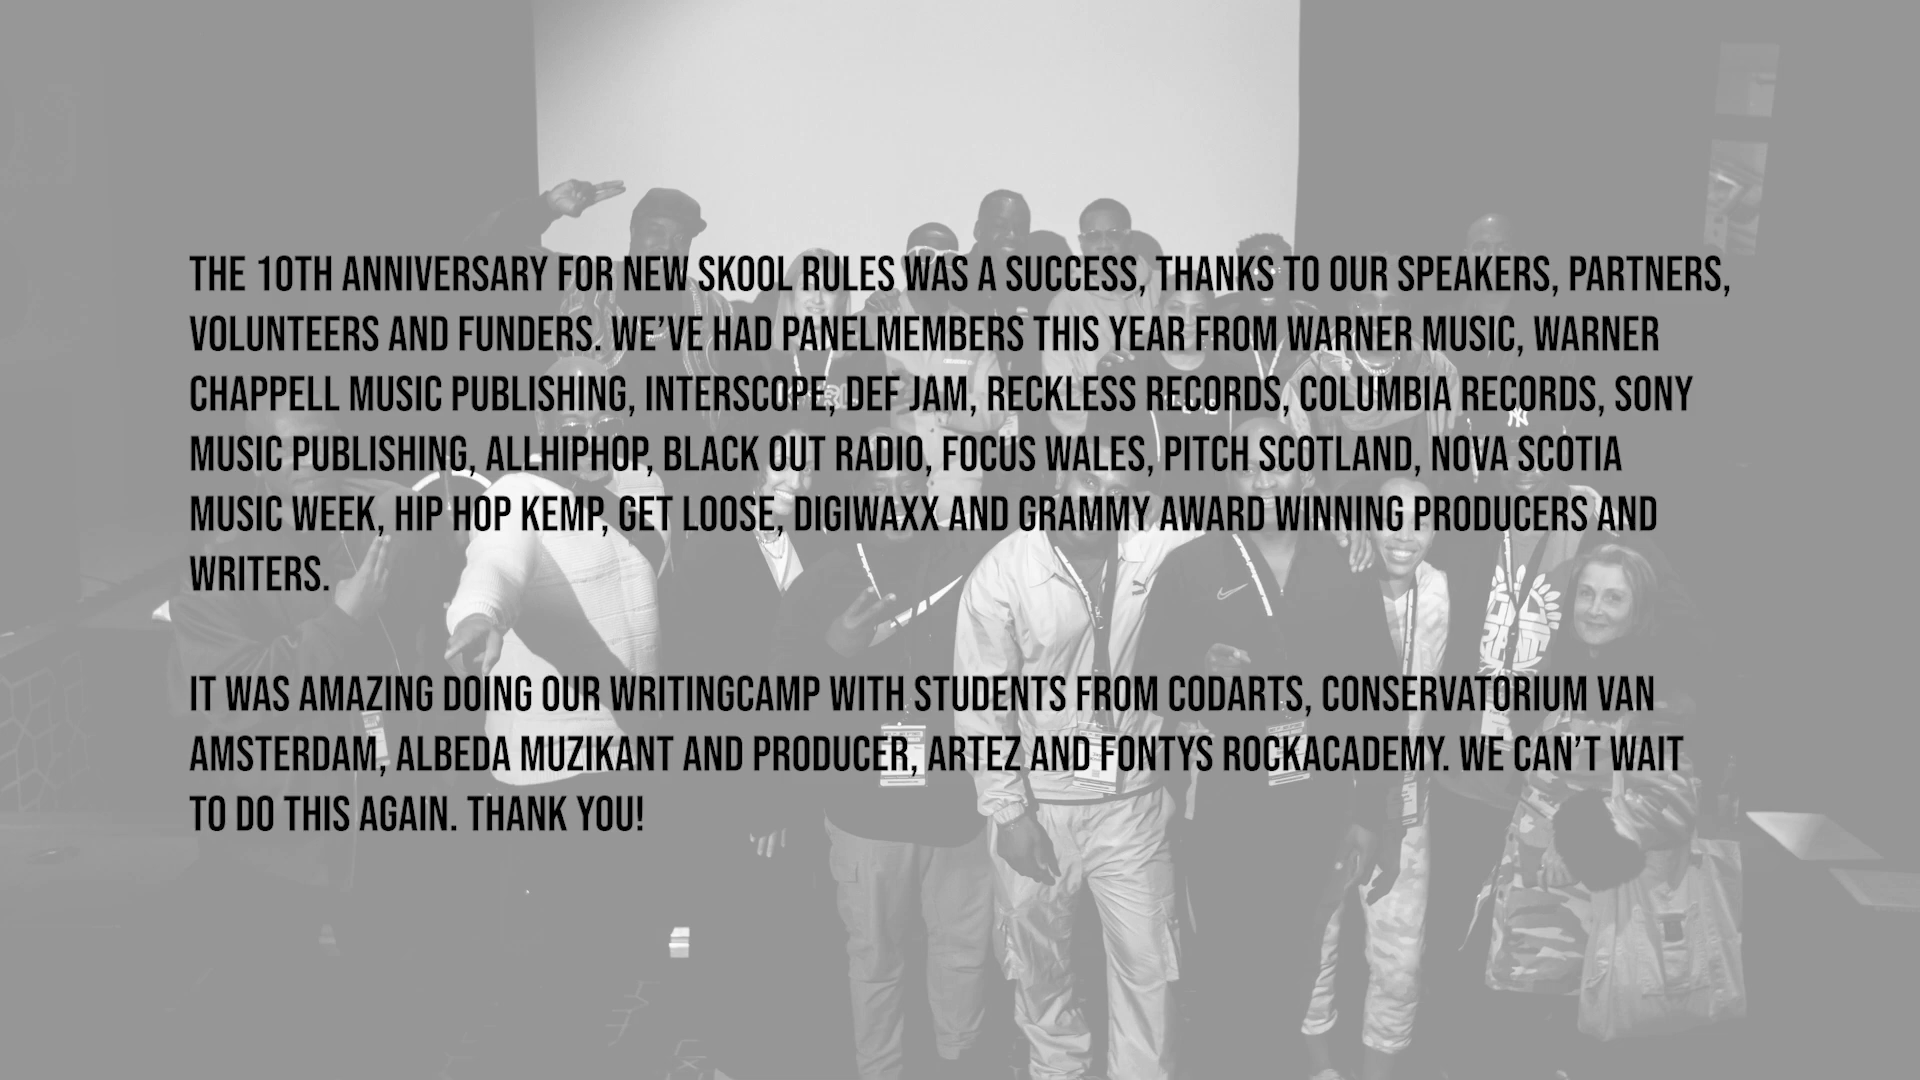 THE 10TH ANNIVERSARY FOR NEW SKOOL RULES WAS A SUCCESS, THANKS TO OUR SPEAKERS, PARTNERS,
VOLUNTEERS AND FUNDERS. WE’VE HAD PANELMEMBERS THIS YEAR FROM WARNER MUSIC, WARNER
CHAPPELL MUSIC PUBLISHING, INTERSCOPE, DEF JAM, RECKLESS RECORDS, COLUMBIA RECORDS, SONY
MUSIC PUBLISHING, ALLHIPHOP, BLACK OUT RADIO, FOCUS WALES, PITCH SCOTLAND, NOVA SCOTIA
MUSIC WEEK, HIP HOP KEMP, GET LOOSE, DIGIWAXX AND GRAMMY AWARD WINNING PRODUCERS AND
WRITERS.
IT WAS AMAZING DOING OUR WRITINGCAMP WITH STUDENTS FROM CODARTS, CONSERVATORIUM VAN
AMSTERDAM, ALBEDA MUZIKANT AND PRODUCER, ARTEZ AND FONTYS ROCKACADEMY. WE CAN’T WAIT
TO DO THIS AGAIN. THANK YOU!